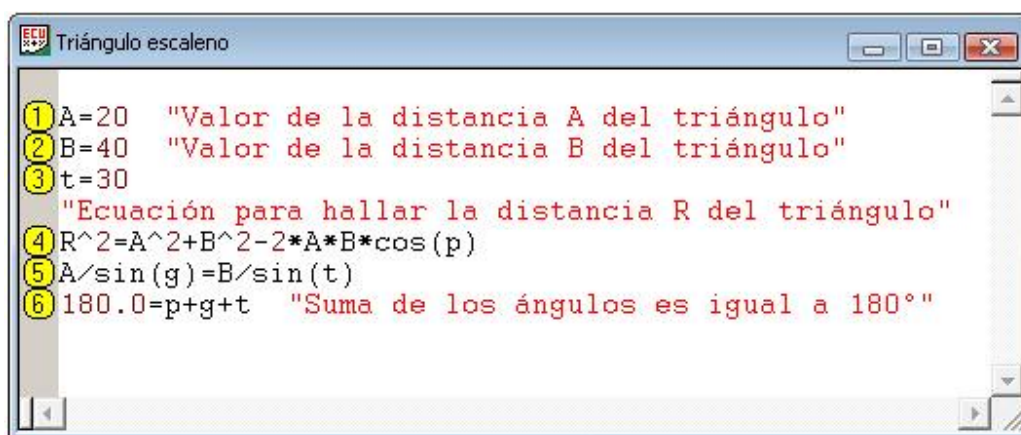 ECU
x+y
Triángulo escaleno
1 A=20 "Valor de la distancia A del triángulo"
2 B=40 "Valor de la distancia B del triángulo"
3 t=30
"Ecuación para hallar la distancia R del triángulo"
4 R^2=A^2+B^2-2*A*B*cos(p)
5 A/sin(g)=B/sin(t)
6 180.0=p+g+t "Suma de los ángulos es igual a 180°"